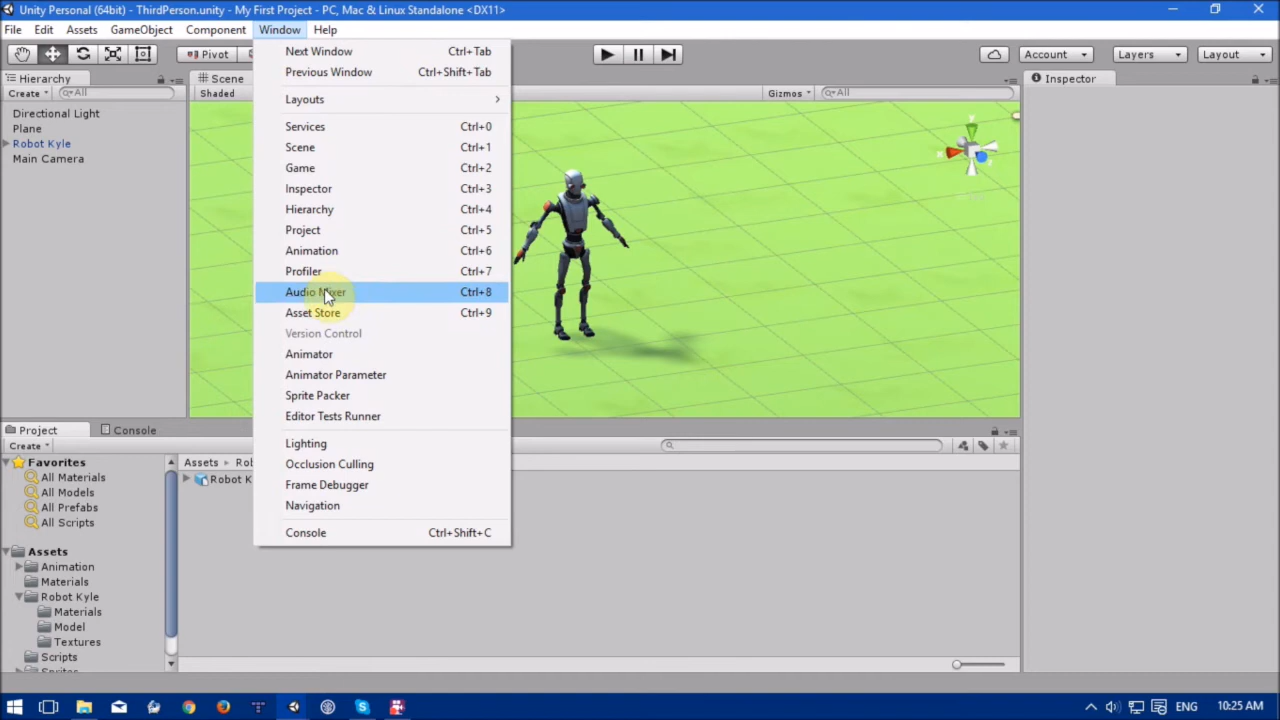 Unity Personal (64bit) - ThirdPerson.unity - My First Project - PC, Mac & Linux Standalone <DX11>
File Edit Assets GameObject Component Window Help
Pivot
Account
Layers
Layout
Hierarchy
Create
All
Directional Light
Plane
Robot Kyle
Main Camera
Scene
Shaded
Gizmos
All
Inspector
Next Window Ctrl+Tab
Previous Window Ctrl+Shift+Tab
Layouts
Services Ctrl+0
Scene Ctrl+1
Game Ctrl+2
Inspector Ctrl+3
Hierarchy Ctrl+4
Project Ctrl+5
Animation Ctrl+6
Profiler Ctrl+7
Audio Mixer Ctrl+8
Asset Store Ctrl+9
Version Control
Animator
Animator Parameter
Sprite Packer
Editor Tests Runner
Lighting
Occlusion Culling
Frame Debugger
Navigation
Console Ctrl+Shift+C
Project
Console
Create
Favorites
All Materials
All Models
All Prefabs
All Scripts
Assets
Animation
Materials
Robot Kyle
Materials
Model
Textures
Scripts
Assets Rob
Robot K
ENG
10:25 AM